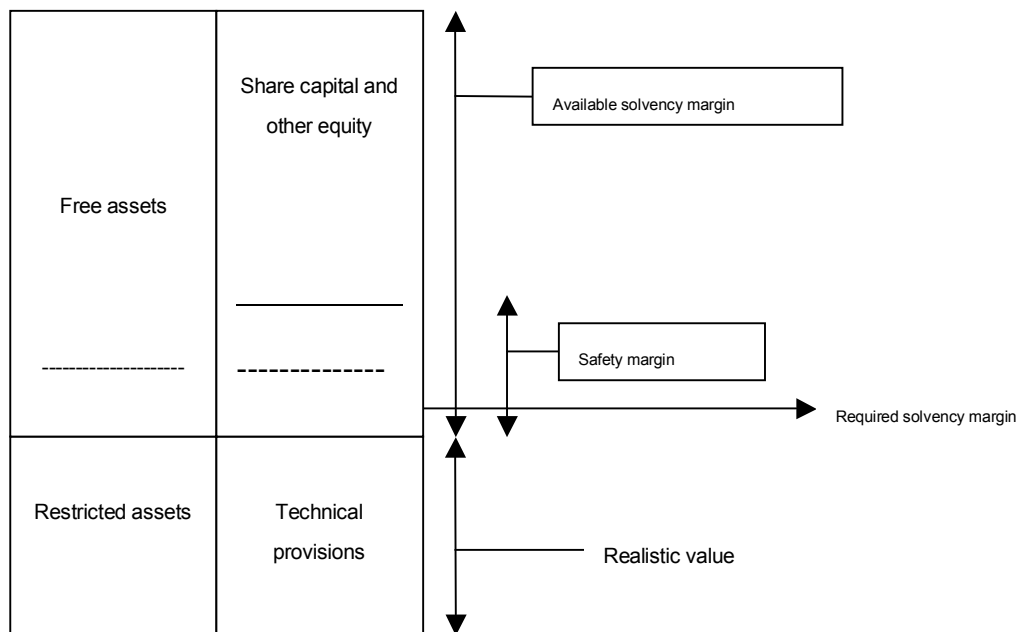 Share capital and
other equity
Available solvency margin
Free assets
Safety margin
Required solvency margin
Restricted assets
Technical
provisions
Realistic value